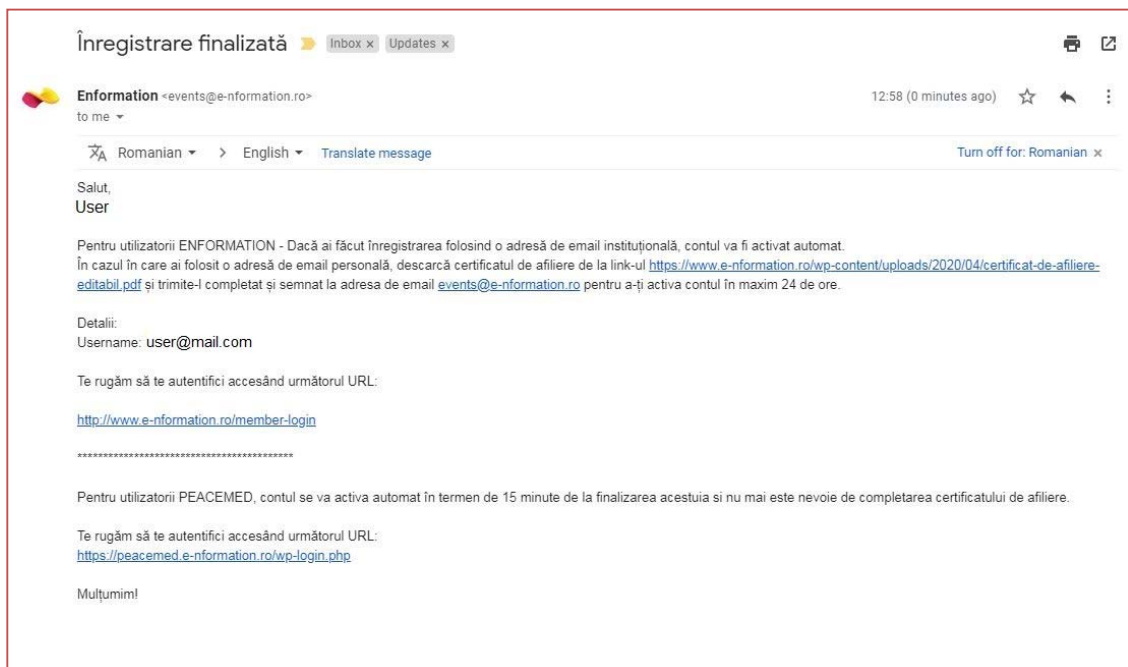 Înregistrare finalizată Inbox x Updates x
Enformation <events@e-nformation.ro> 12:58 (0 minutes ago)
to me
Romanian > English Translate message Turn off for: Romanian x
Salut,
User
Pentru utilizatorii ENFORMATION - Dacă ai făcut înregistrarea folosind o adresă de email instituțională, contul va fi activat automat.
În cazul în care ai folosit o adresă de email personală, descarcă certificatul de afiliere de la link-ul https://www.e-nformation.ro/wp-content/uploads/2020/04/certificat-de-afiliere-
editabil.pdf și trimite-l completat și semnat la adresa de email events@e-nformation.ro pentru a-ți activa contul în maxim 24 de ore.
Detalii:
Username: user@mail.com
Te rugăm să te autentifici accesând următorul URL:
http://www.e-nformation.ro/member-login
******************************************
Pentru utilizatorii PEACEMED, contul se va activa automat în termen de 15 minute de la finalizarea acestuia si nu mai este nevoie de completarea certificatului de afiliere.
Te rugăm să te autentifici accesând următorul URL:
https://peacemed.e-nformation.ro/wp-login.php
Mulțumim!